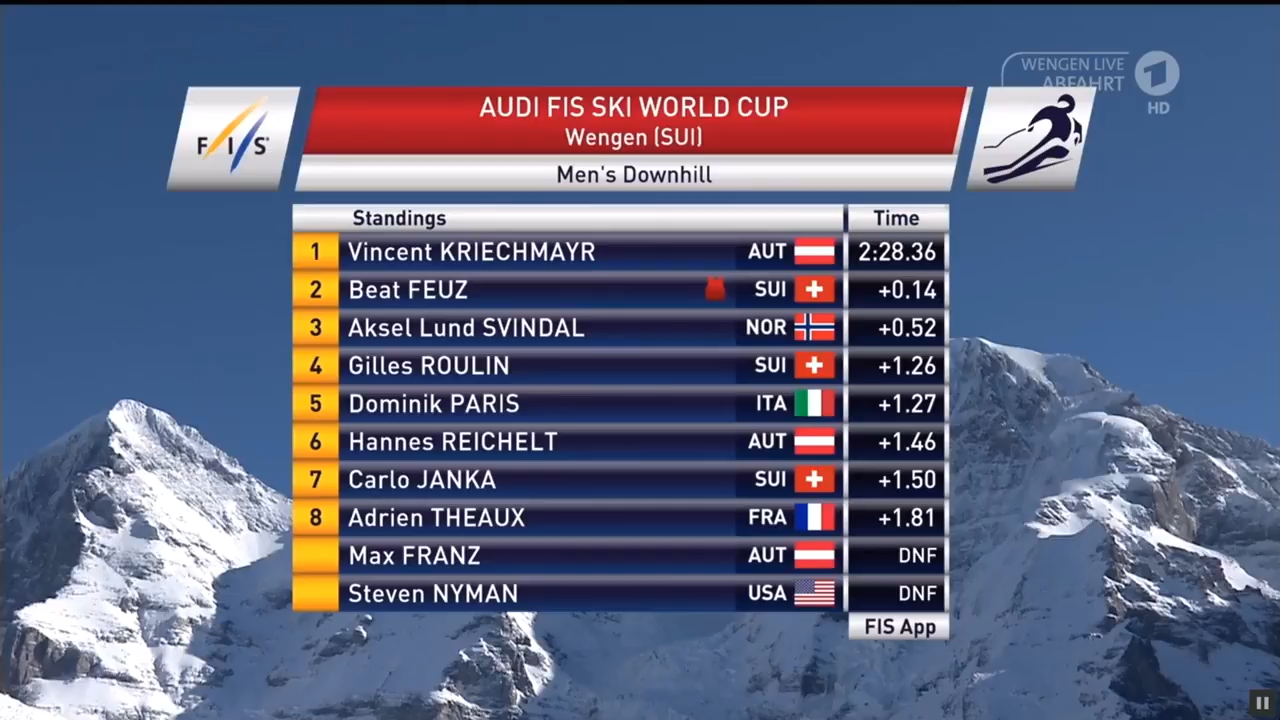 WENGEN LIVE
ABFAHRT
1
HD
FIS
AUDI FIS SKI WORLD CUP
Wengen (SUI)
Men's Downhill
Standings Time
1 Vincent KRIECHMAYR AUT 2:28.36
2 Beat FEUZ SUI +0.14
3 Aksel Lund SVINDAL NOR +0.52
4 Gilles ROULIN SUI +1.26
5 Dominik PARIS ITA +1.27
6 Hannes REICHELT AUT +1.46
7 Carlo JANKA SUI +1.50
8 Adrien THEAUX FRA +1.81
Max FRANZ AUT DNF
Steven NYMAN USA DNF
FIS App